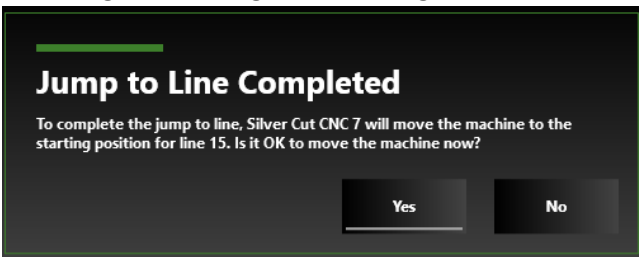 Jump to Line Completed
To complete the jump to line, Silver Cut CNC 7 will move the machine to the
starting position for line 15. Is it OK to move the machine now?
Yes
No